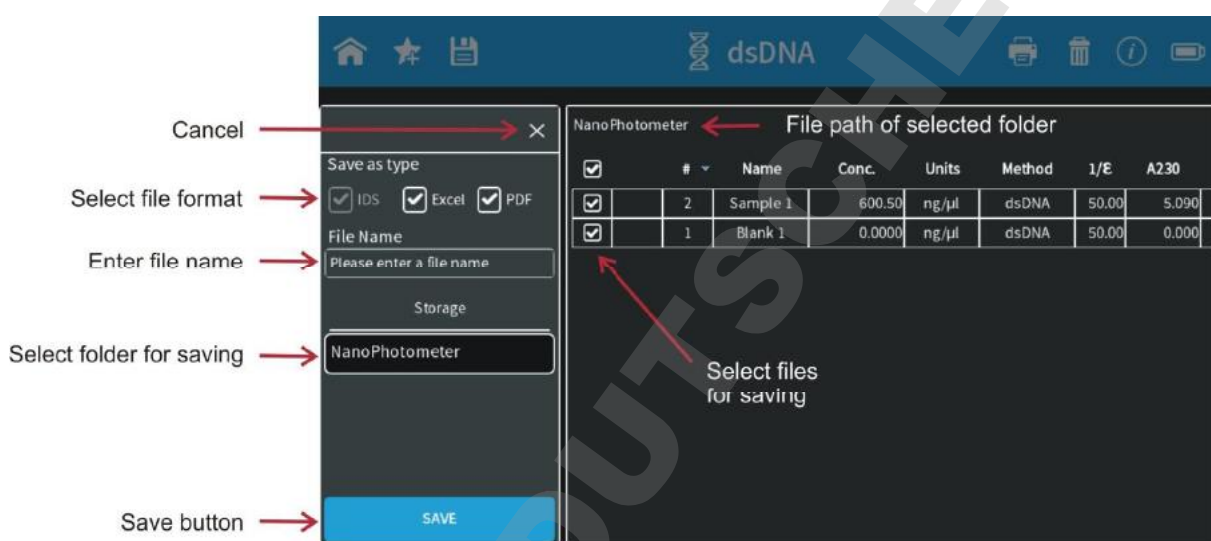 dsDNA
Cancel
NanoPhotometer
File path of selected folder
Save as type
# Name Conc. Units Method 1/ε A230
Select file format
IDS Excel PDF
2 Sample 1 600.50 ng/µl dsDNA 50.00 5.090
1 Blank 1 0.0000 ng/µl dsDNA 50.00 0.000
File Name
Enter file name
Please enter a file name
Storage
Select folder for saving
NanoPhotometer
Select files
for saving
Save button
SAVE